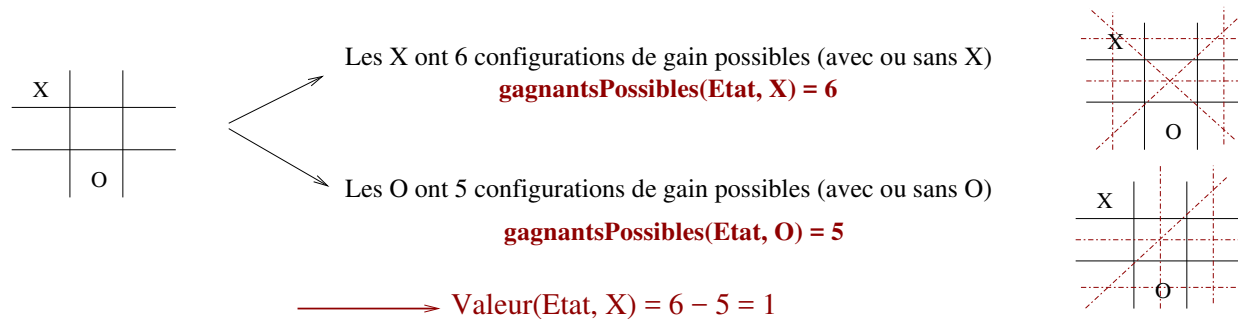 X
O
Les X ont 6 configurations de gain possibles (avec ou sans X)
gagnantsPossibles(Etat, X) = 6
X
O
Les O ont 5 configurations de gain possibles (avec ou sans O)
gagnantsPossibles(Etat, O) = 5
X
O
Valeur(Etat, X) = 6 − 5 = 1